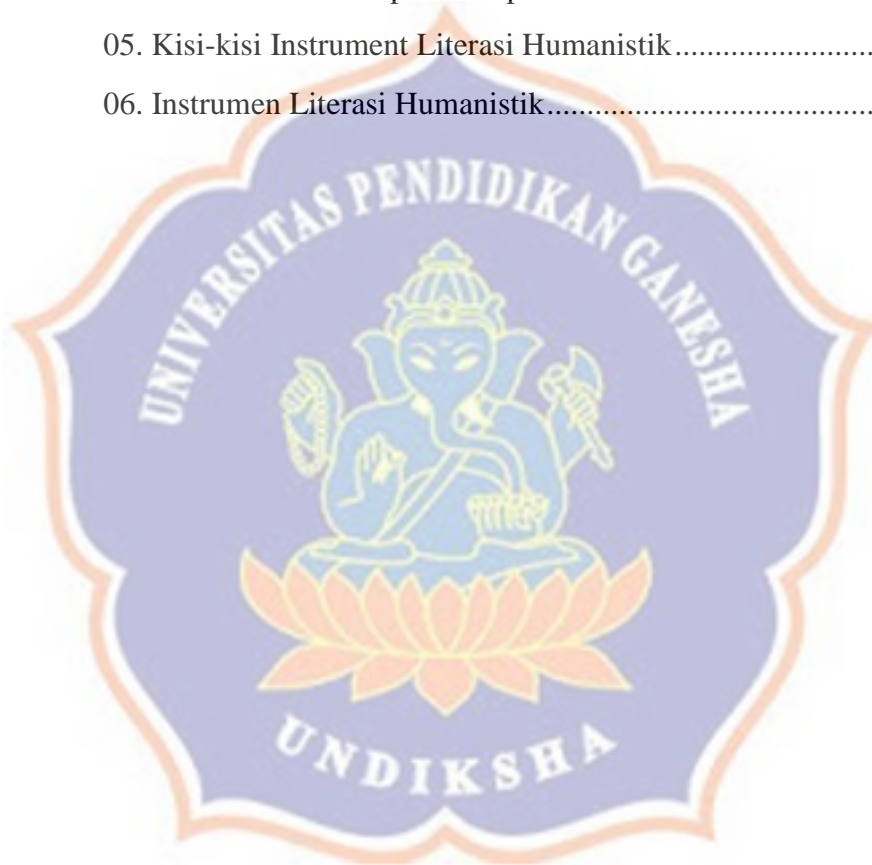 05. Kisi-kisi Instrument Literasi Humanistik............................
06. Instrumen Literasi Humanistik............................................
UNIVERSITAS PENDIDIKAN GANESHA
UNDIKSHA